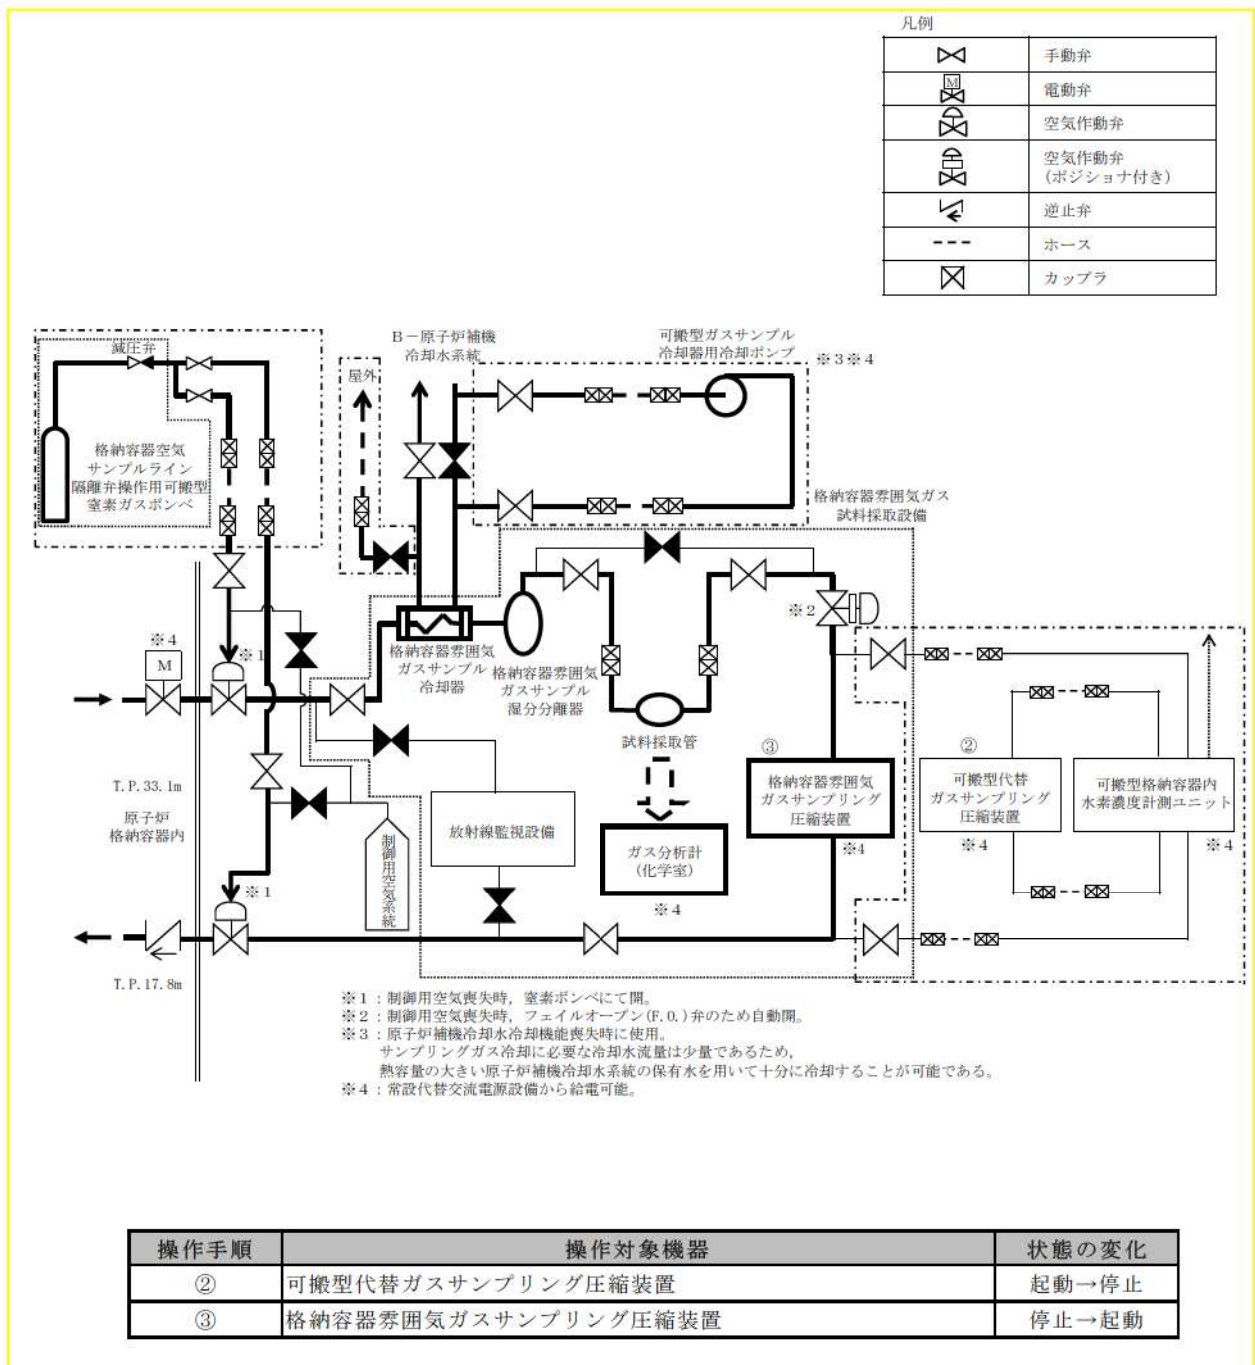 凡例
手動弁
M
電動弁
空気作動弁
空気作動弁
(ポジショナ付き)
逆止弁
ホース
カップラ
減圧弁
格納容器空気
サンプルライン
隔離弁操作用可搬型
窒素ガスボンベ
屋外
B-原子炉補機
冷却水系統
可搬型ガスサンプル
冷却器用冷却ポンプ
※3※4
格納容器雰囲気ガス
試料採取設備
※2
※4
M
※1
格納容器雰囲気
ガスサンプル
冷却器
格納容器雰囲気
ガスサンプル
湿分分離器
試料採取管
T.P.33.1m
原子炉
格納容器内
放射線監視設備
制御用空気系統
ガス分析計
(化学室)
※4
③
格納容器雰囲気
ガスサンプリング
圧縮装置
※4
②
可搬型代替
ガスサンプリング
圧縮装置
※4
可搬型格納容器内
水素濃度計測ユニット
※4
※1
T.P.17.8m
※1：制御用空気喪失時，窒素ボンベにて開。
※2：制御用空気喪失時，フェイルオープン(F.O.)弁のため自動開。
※3：原子炉補機冷却水冷却機能喪失時に使用。
サンプリングガス冷却に必要な冷却水流量は少量であるため，
熱容量の大きい原子炉補機冷却水系統の保有水を用いて十分に冷却することが可能である。
※4：常設代替交流電源設備から給電可能。
操作手順 操作対象機器 状態の変化
② 可搬型代替ガスサンプリング圧縮装置 起動→停止
③ 格納容器雰囲気ガスサンプリング圧縮装置 停止→起動